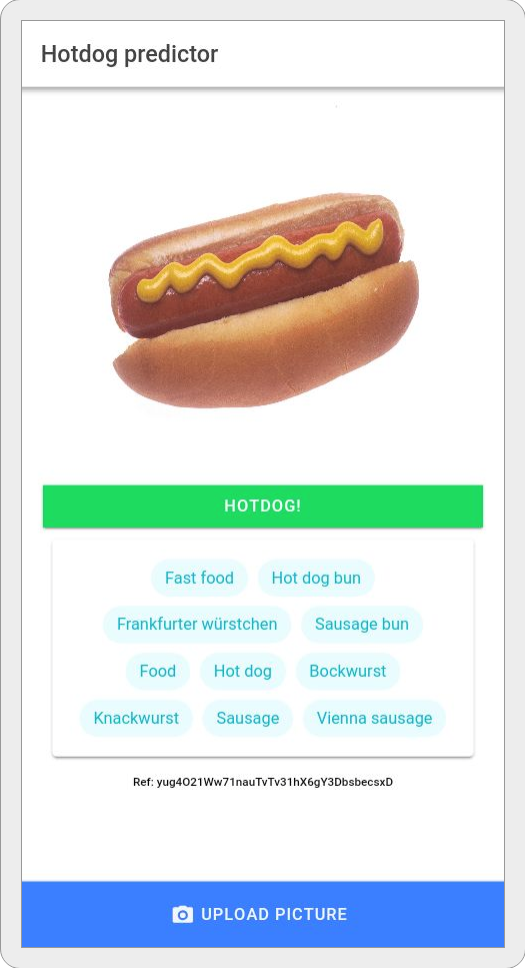 Hotdog predictor
HOTDOG!
Fast food Hot dog bun
Frankfurter würstchen Sausage bun
Food Hot dog Bockwurst
Knackwurst Sausage Vienna sausage
Ref: yug4O21Ww71nauTvTv31hX6gY3DbsbecsxD
UPLOAD PICTURE